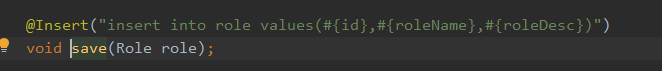 @Insert("insert into role values(#{id},#{roleName},#{roleDesc})")
void save(Role role);